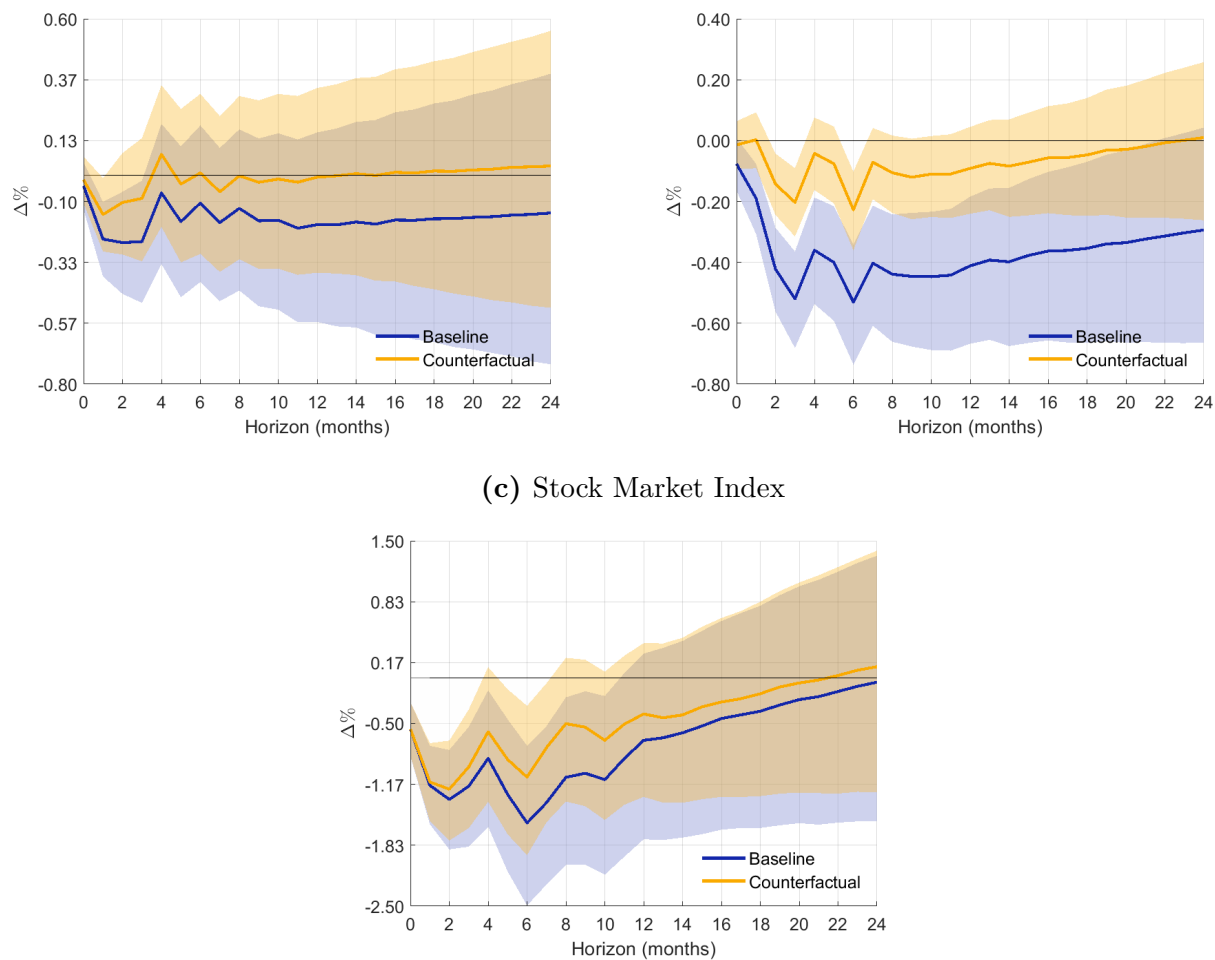 0.60
0.37
0.13
-0.10
-0.33
-0.57
-0.80
Δ%
0 2 4 6 8 10 12 14 16 18 20 22 24
Horizon (months)
Baseline
Counterfactual
0.40
0.20
0.00
-0.20
-0.40
-0.60
-0.80
Δ%
0 2 4 6 8 10 12 14 16 18 20 22 24
Horizon (months)
Baseline
Counterfactual
(c) Stock Market Index
1.50
0.83
0.17
-0.50
-1.17
-1.83
-2.50
Δ%
0 2 4 6 8 10 12 14 16 18 20 22 24
Horizon (months)
Baseline
Counterfactual